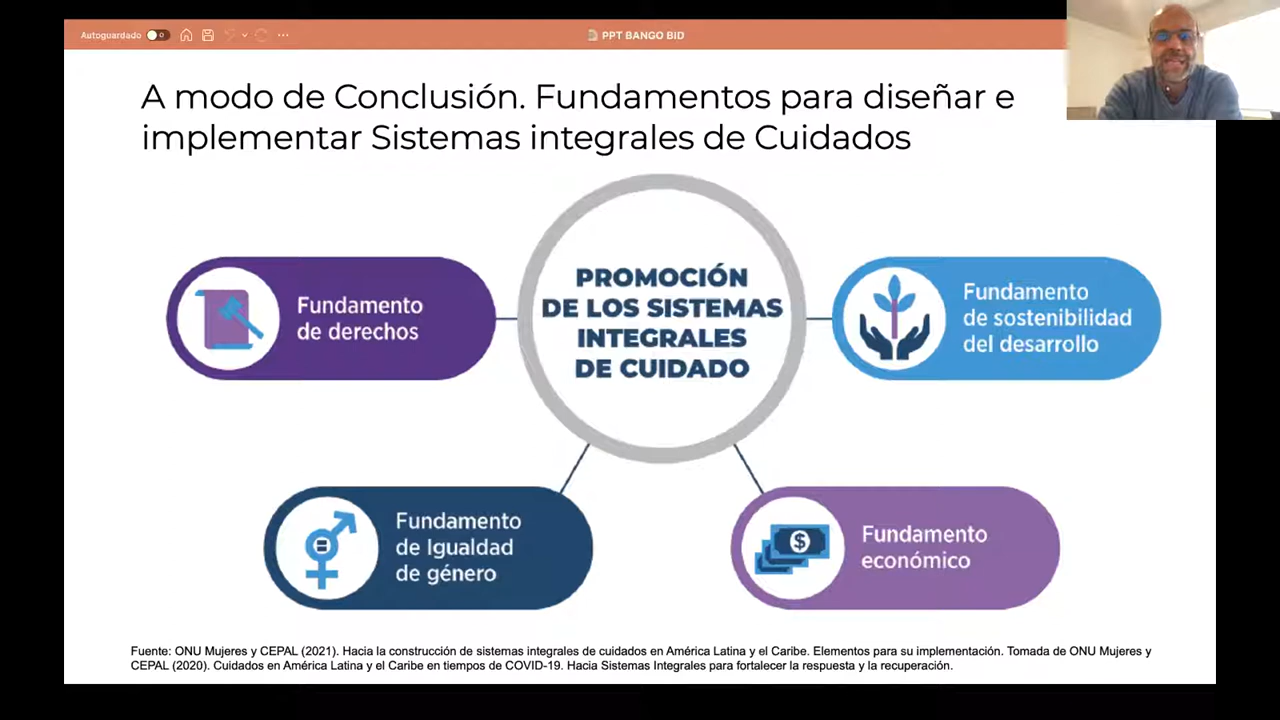 Autoguardado
PPT BANGO BID
A modo de Conclusión. Fundamentos para diseñar e
implementar Sistemas integrales de Cuidados
PROMOCIÓN
DE LOS SISTEMAS
INTEGRALES
DE CUIDADO
Fundamento
de derechos
Fundamento
de sostenibilidad
del desarrollo
Fundamento
de Igualdad
de género
$
Fundamento
económico
Fuente: ONU Mujeres y CEPAL (2021). Hacia la construcción de sistemas integrales de cuidados en América Latina y el Caribe. Elementos para su implementación. Tomada de ONU Mujeres y
CEPAL (2020). Cuidados en América Latina y el Caribe en tiempos de COVID-19. Hacia Sistemas Integrales para fortalecer la respuesta y la recuperación.